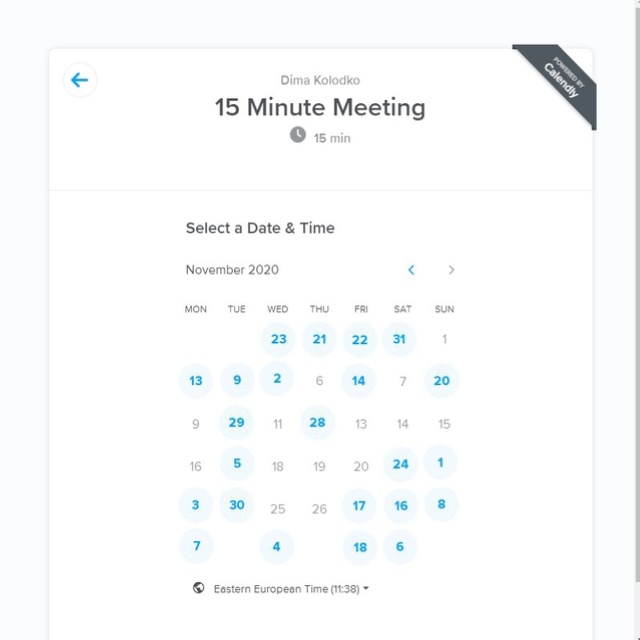 POWERED BY
Calendly
Dima Kolodko
15 Minute Meeting
15 min
Select a Date & Time
November 2020
MON TUE WED THU FRI SAT SUN
23 21 22 31 1
13 9 2 6 14 7 20
9 29 11 28 13 14 15
16 5 18 19 20 24 1
3 30 25 26 17 16 8
7 4 18 6
Eastern European Time (11:38)